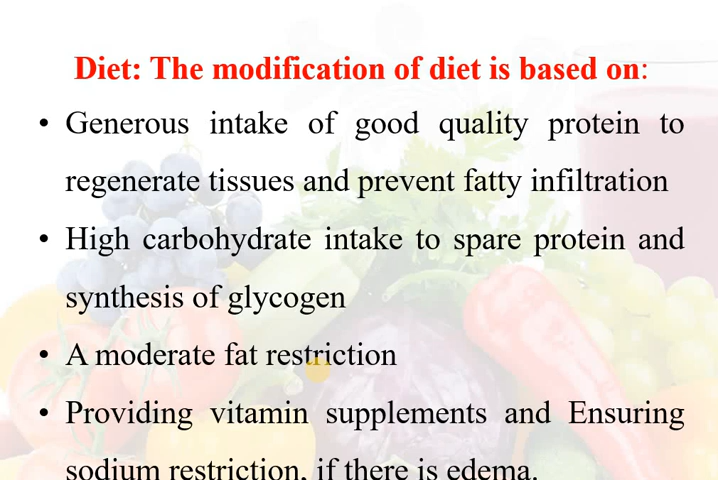 Diet: The modification of diet is based on:
• Generous intake of good quality protein to
regenerate tissues and prevent fatty infiltration
• High carbohydrate intake to spare protein and
synthesis of glycogen
• A moderate fat restriction
• Providing vitamin supplements and Ensuring
sodium restriction, if there is edema.